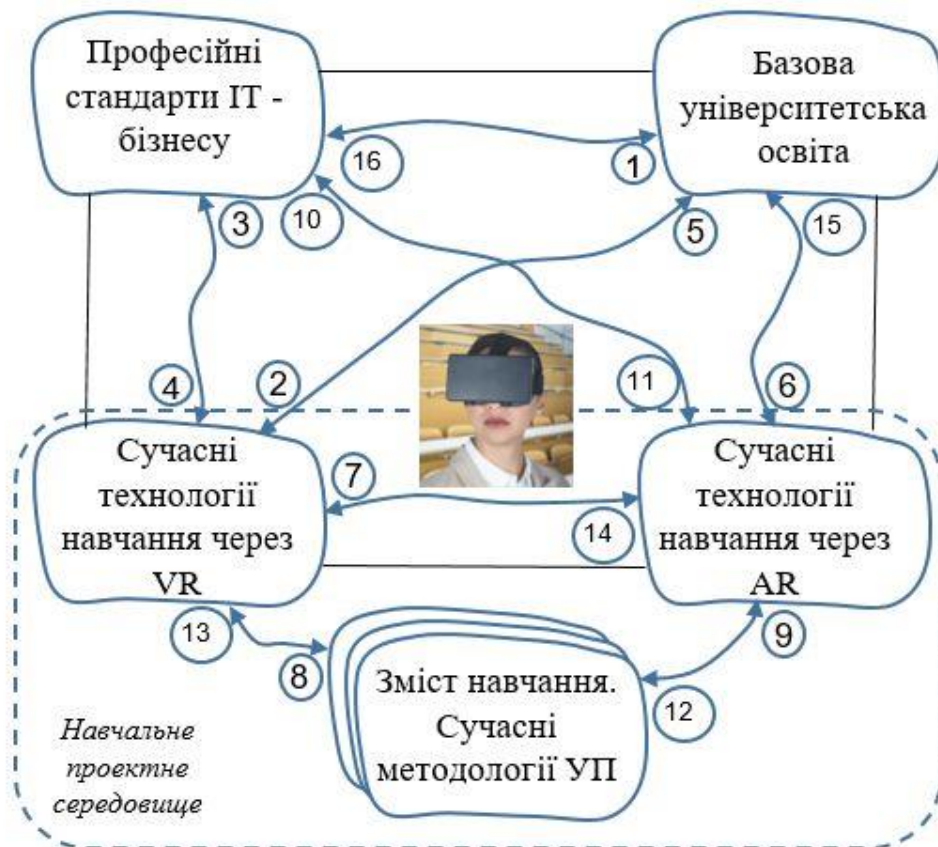 Професійні
стандарти ІТ -
бізнесу
Базова
університетська
освіта
16
1
3
10
5
15
4
2
11
6
Сучасні
технології
навчання через
VR
7
14
Сучасні
технології
навчання через
AR
13
8
9
12
Зміст навчання.
Сучасні
методології УП
Навчальне
проектне
середовище